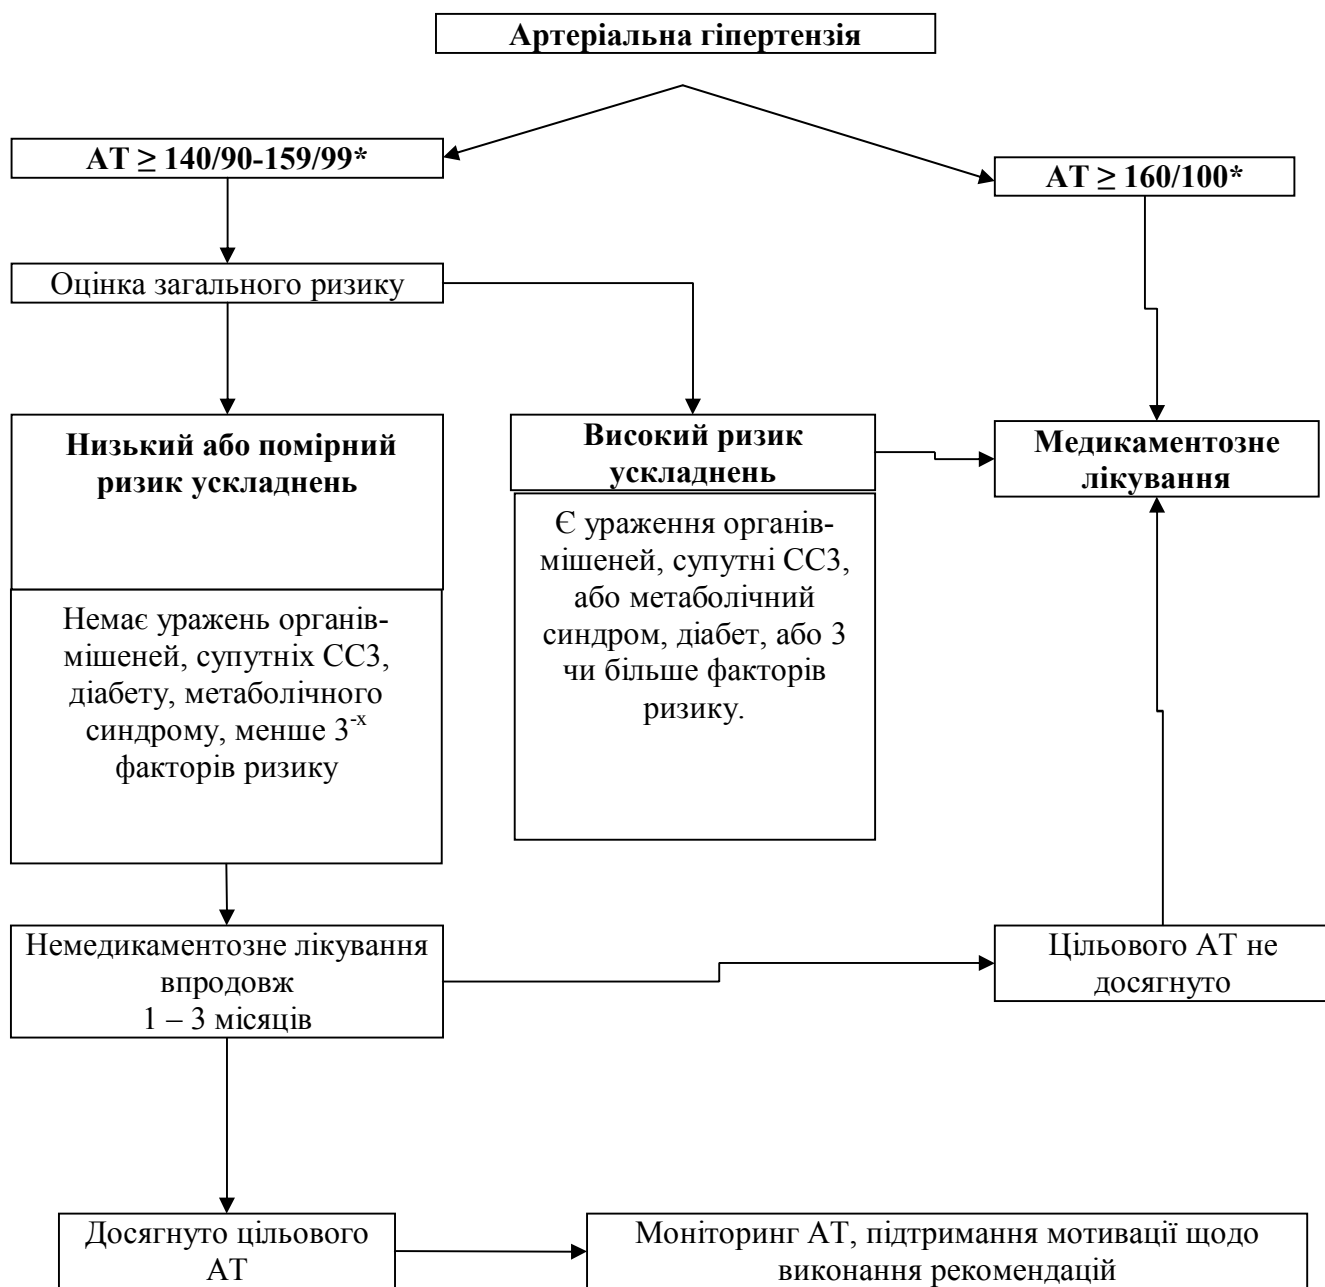 Артеріальна гіпертензія
АТ ≥ 140/90-159/99*
АТ ≥ 160/100*
Оцінка загального ризику
Низький або помірний
ризик ускладнень
Високий ризик
ускладнень
Медикаментозне
лікування
Немає уражень органів-
мішеней, супутніх ССЗ,
діабету, метаболічного
синдрому, менше 3-х
факторів ризику
Є ураження органів-
мішеней, супутні ССЗ,
або метаболічний
синдром, діабет, або 3
чи більше факторів
ризику.
Немедикаментозне лікування
впродовж
1 – 3 місяців
Цільового АТ не
досягнуто
Досягнуто цільового
АТ
Моніторинг АТ, підтримання мотивації щодо
виконання рекомендацій